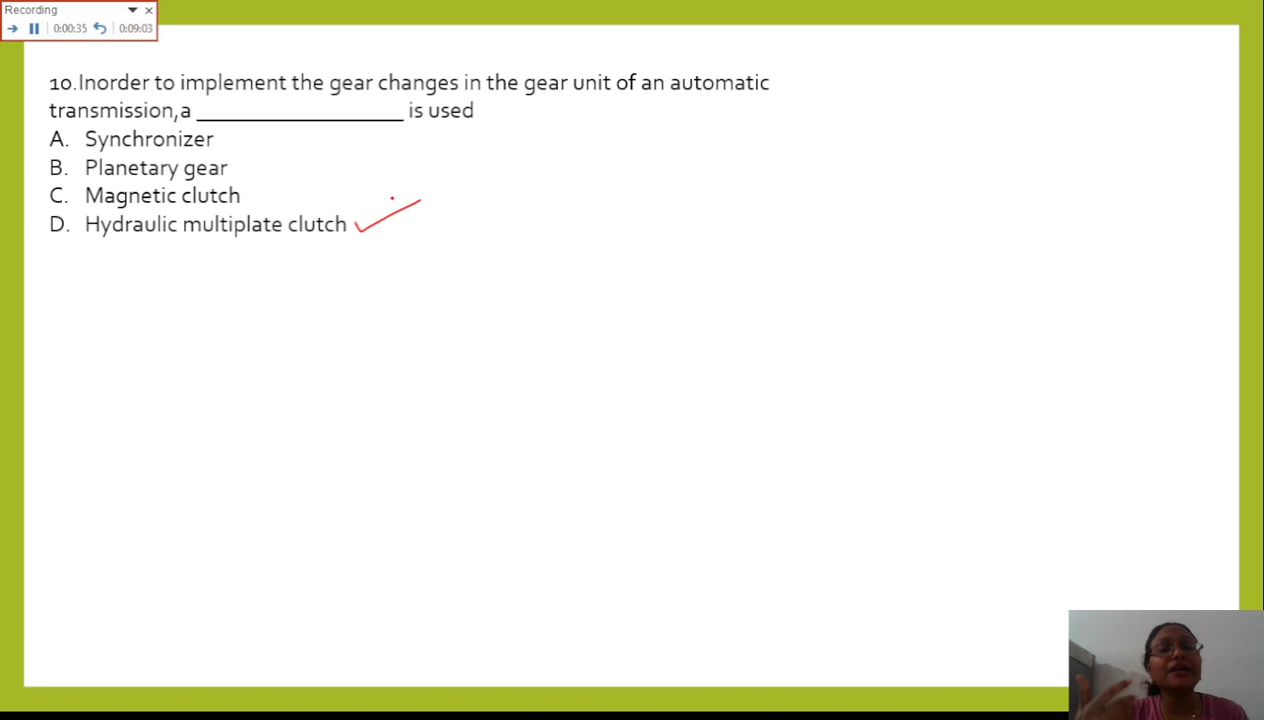 Recording
0:00:35 0:09:03
10.Inorder to implement the gear changes in the gear unit of an automatic
transmission,a ____________________ is used
A. Synchronizer
B. Planetary gear
C. Magnetic clutch
D. Hydraulic multiplate clutch